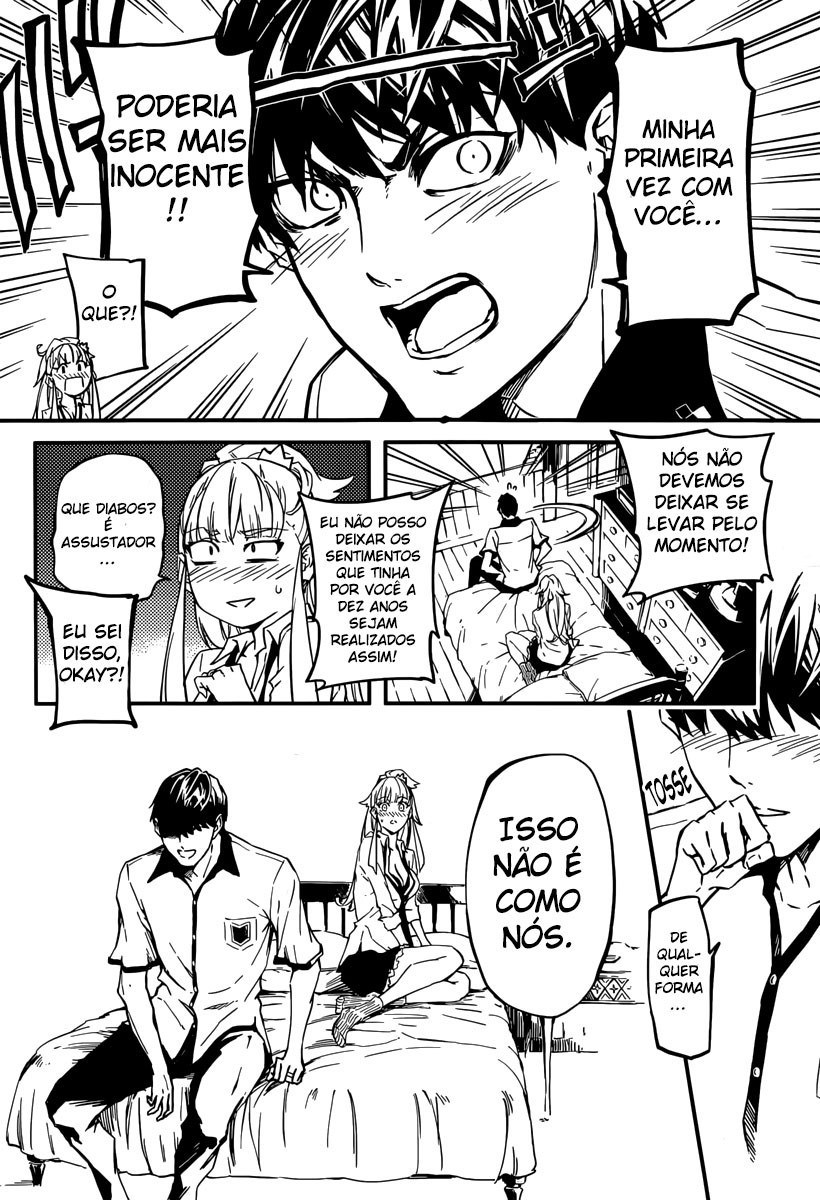 MINHA
PRIMEIRA
VEZ COM
VOCÊ...
PODERIA
SER MAIS
INOCENTE
!!
O
QUE?!
NÓS NÃO
DEVEMOS
DEIXAR SE
LEVAR PELO
MOMENTO!
EU NÃO POSSO
DEIXAR OS
SENTIMENTOS
QUE TINHA
POR VOCÊ A
DEZ ANOS
SEJAM
REALIZADOS
ASSIM!
QUE DIABOS?
É
ASSUSTADOR
...
EU SEI
DISSO,
OKAY?!
TOSSE
DE
QUAL-
QUER
FORMA
...
ISSO
NÃO É
COMO
NÓS.